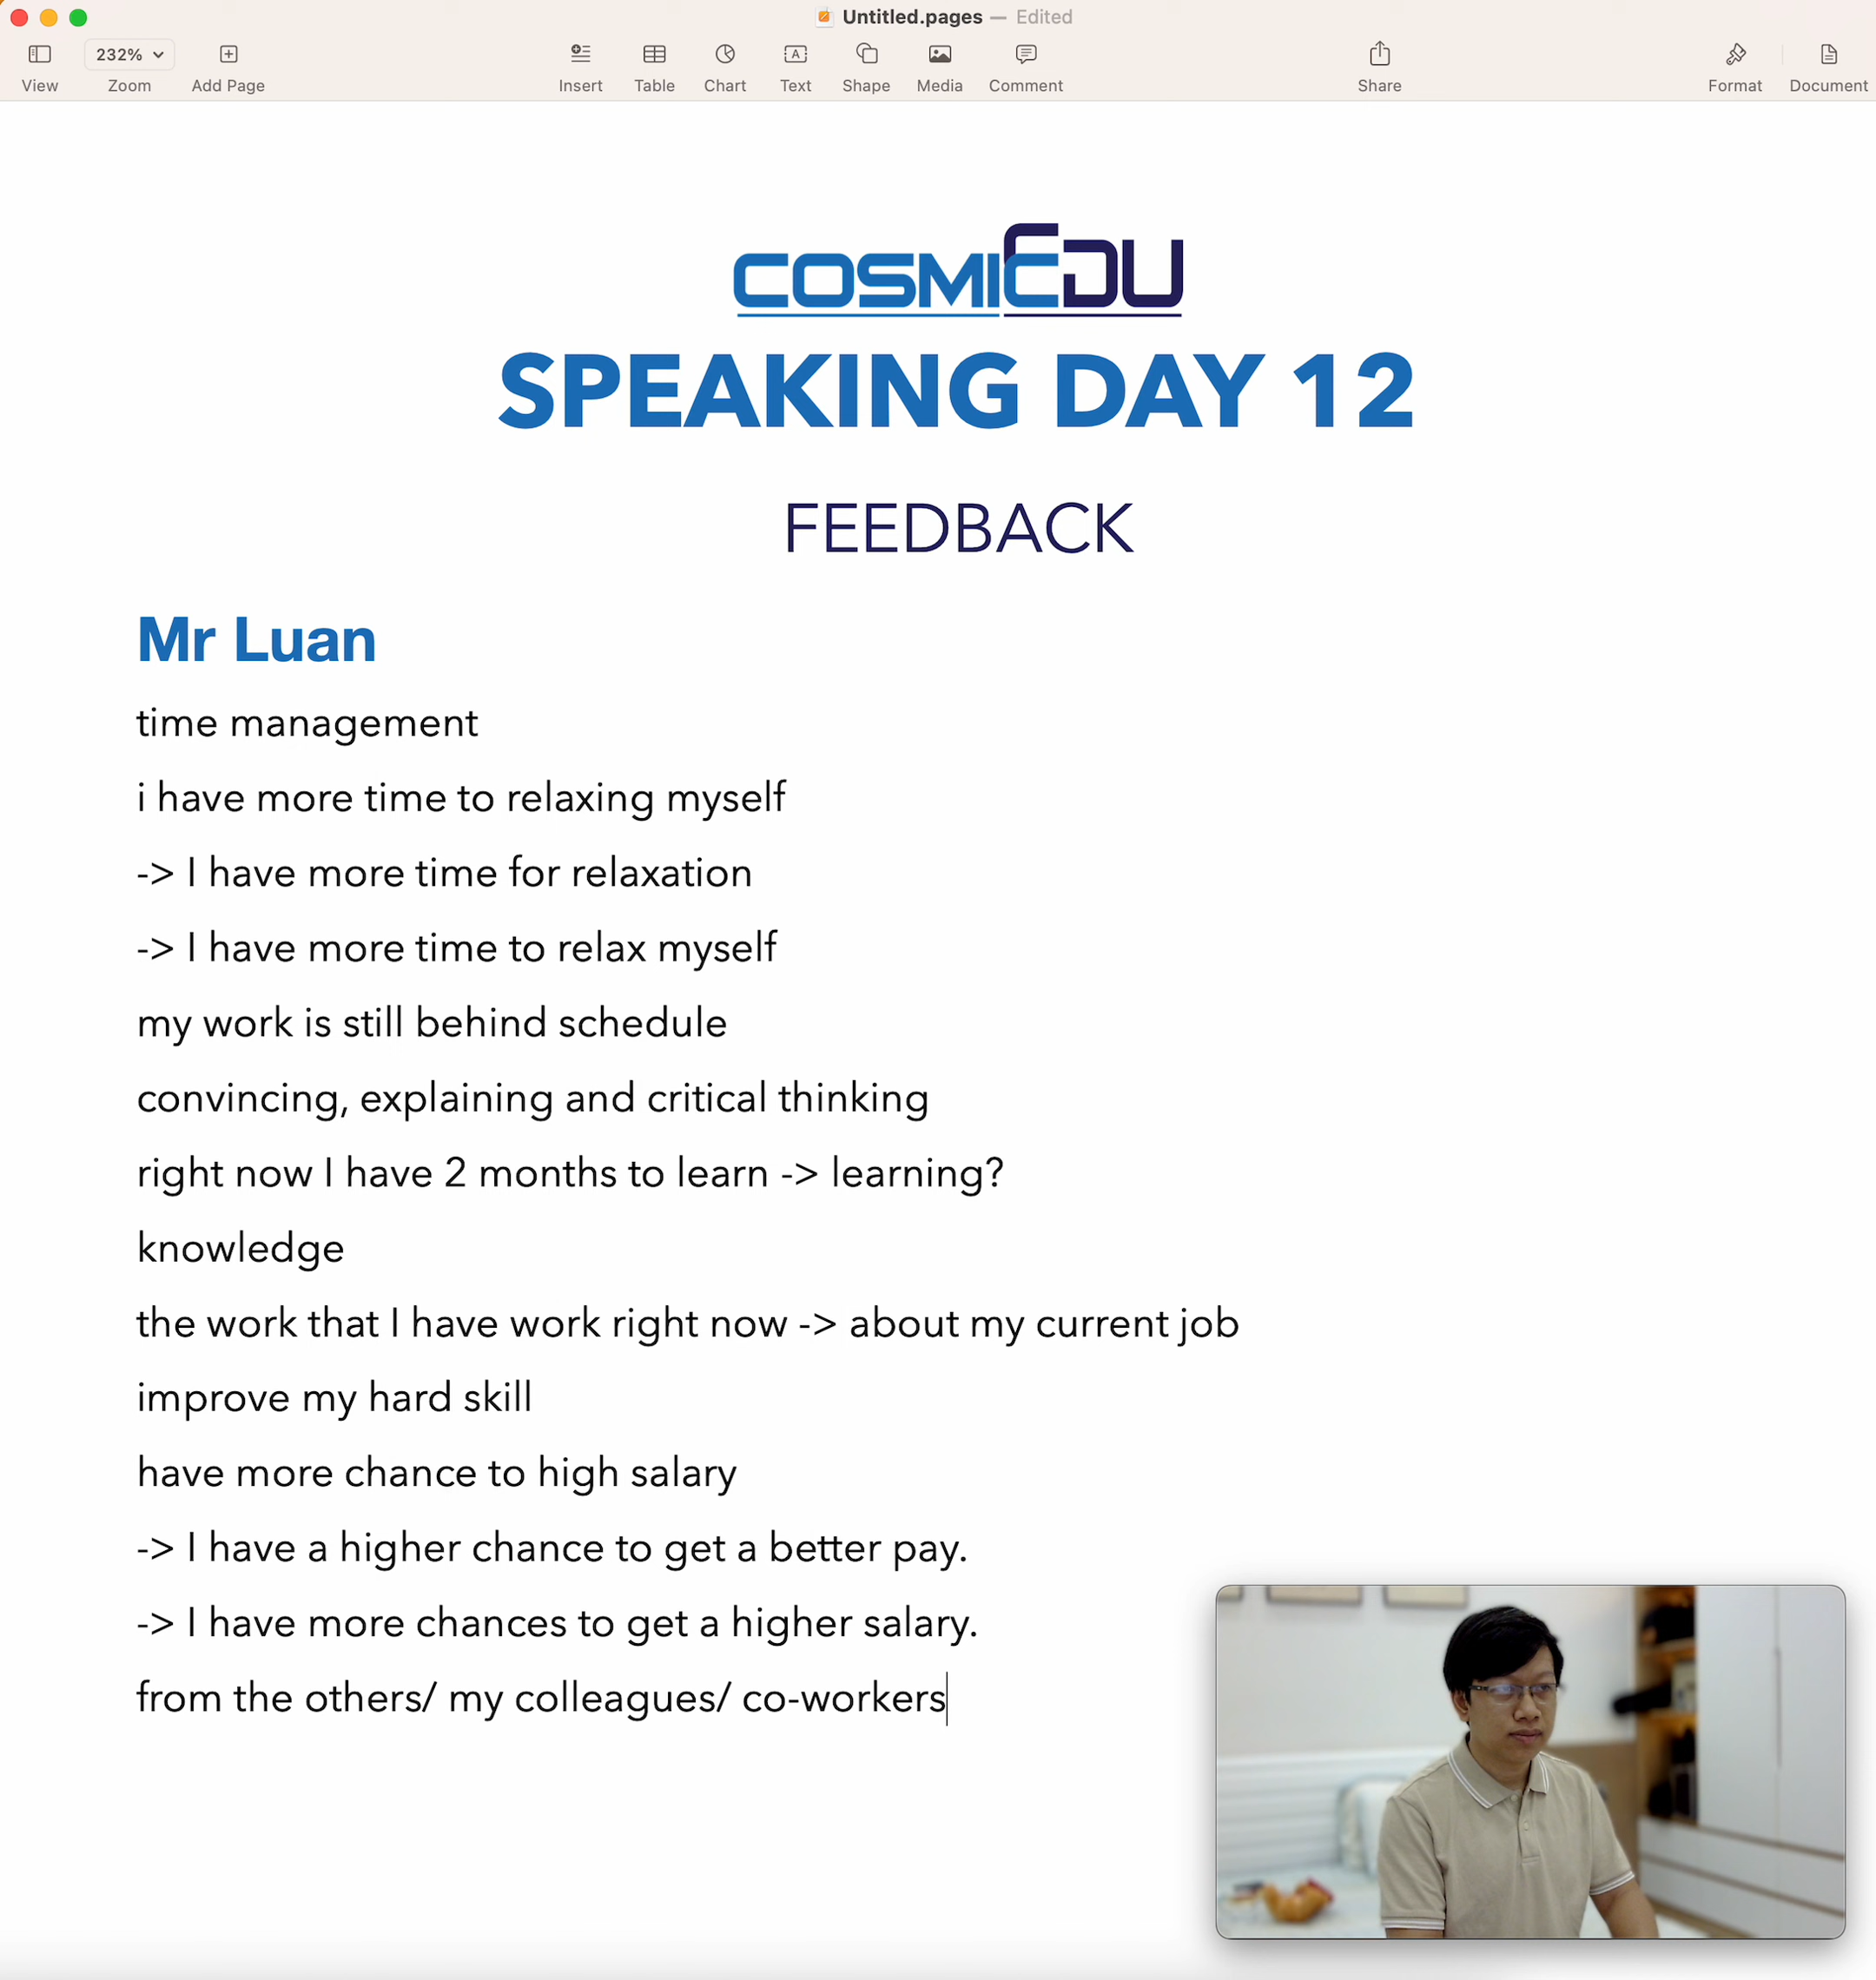 Untitled.pages — Edited
232%
View Zoom Add Page Insert Table Chart Text Shape Media Comment Share Format Document
COSMICEDU
SPEAKING DAY 12
FEEDBACK
Mr Luan
time management
i have more time to relaxing myself
-> I have more time for relaxation
-> I have more time to relax myself
my work is still behind schedule
convincing, explaining and critical thinking
right now I have 2 months to learn -> learning?
knowledge
the work that I have work right now -> about my current job
improve my hard skill
have more chance to high salary
-> I have a higher chance to get a better pay.
-> I have more chances to get a higher salary.
from the others/ my colleagues/ co-workers